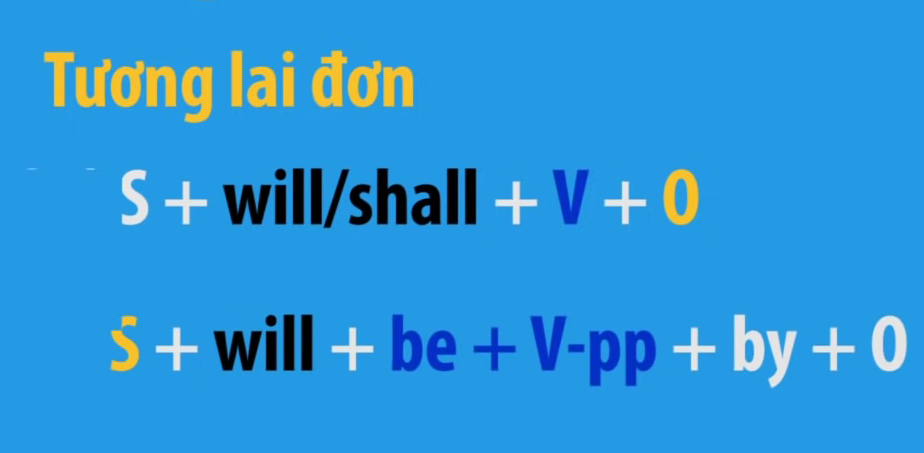 Tương lai đơn
S + will/shall + V + O
S + will + be + V-pp + by + O